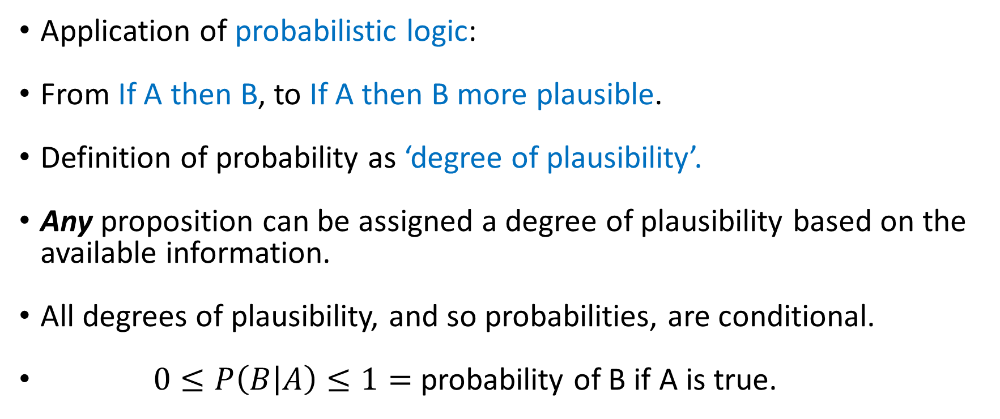 • Application of probabilistic logic:
• From If A then B, to If A then B more plausible.
• Definition of probability as ‘degree of plausibility’.
• Any proposition can be assigned a degree of plausibility based on the
available information.
• All degrees of plausibility, and so probabilities, are conditional.
• 0 ≤ P(B|A) ≤ 1 = probability of B if A is true.